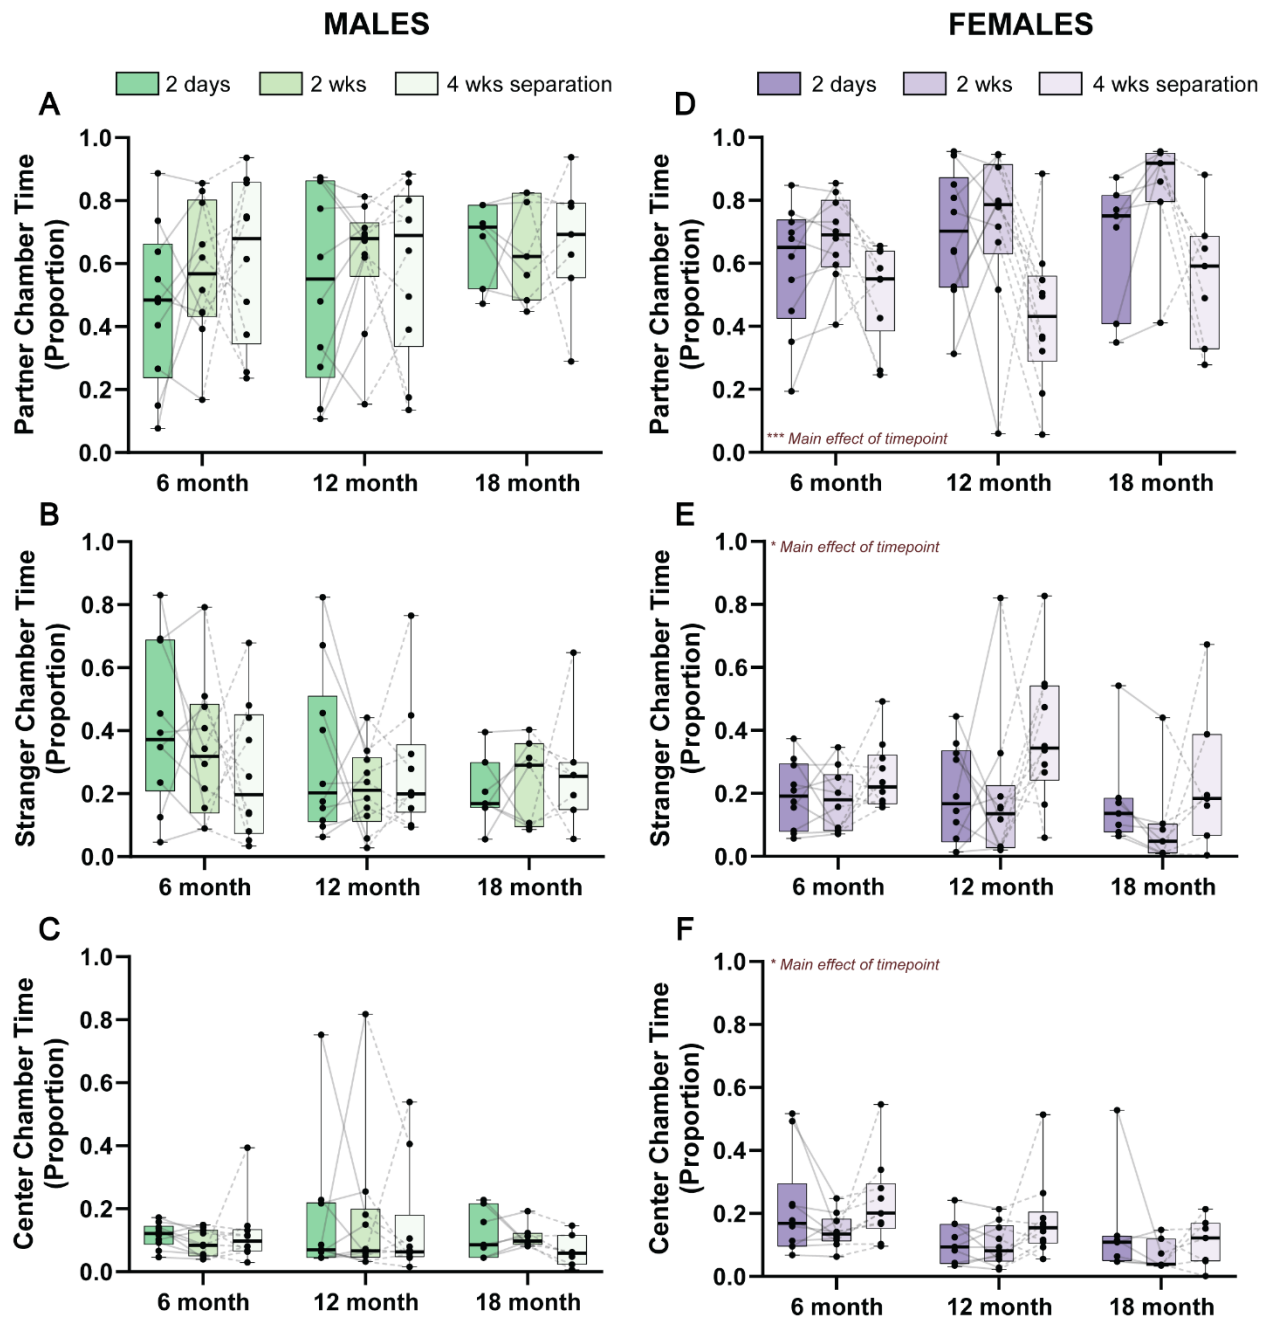 MALES
FEMALES
2 days 2 wks 4 wks separation
2 days 2 wks 4 wks separation
A
Partner Chamber Time
(Proportion)
1.0
0.8
0.6
0.4
0.2
0.0
6 month 12 month 18 month
D
Partner Chamber Time
(Proportion)
1.0
0.8
0.6
0.4
0.2
0.0
*** Main effect of timepoint
6 month 12 month 18 month
B
Stranger Chamber Time
(Proportion)
1.0
0.8
0.6
0.4
0.2
0.0
6 month 12 month 18 month
E
Stranger Chamber Time
(Proportion)
1.0
0.8
0.6
0.4
0.2
0.0
* Main effect of timepoint
6 month 12 month 18 month
C
Center Chamber Time
(Proportion)
1.0
0.8
0.6
0.4
0.2
0.0
6 month 12 month 18 month
F
Center Chamber Time
(Proportion)
1.0
0.8
0.6
0.4
0.2
0.0
* Main effect of timepoint
6 month 12 month 18 month